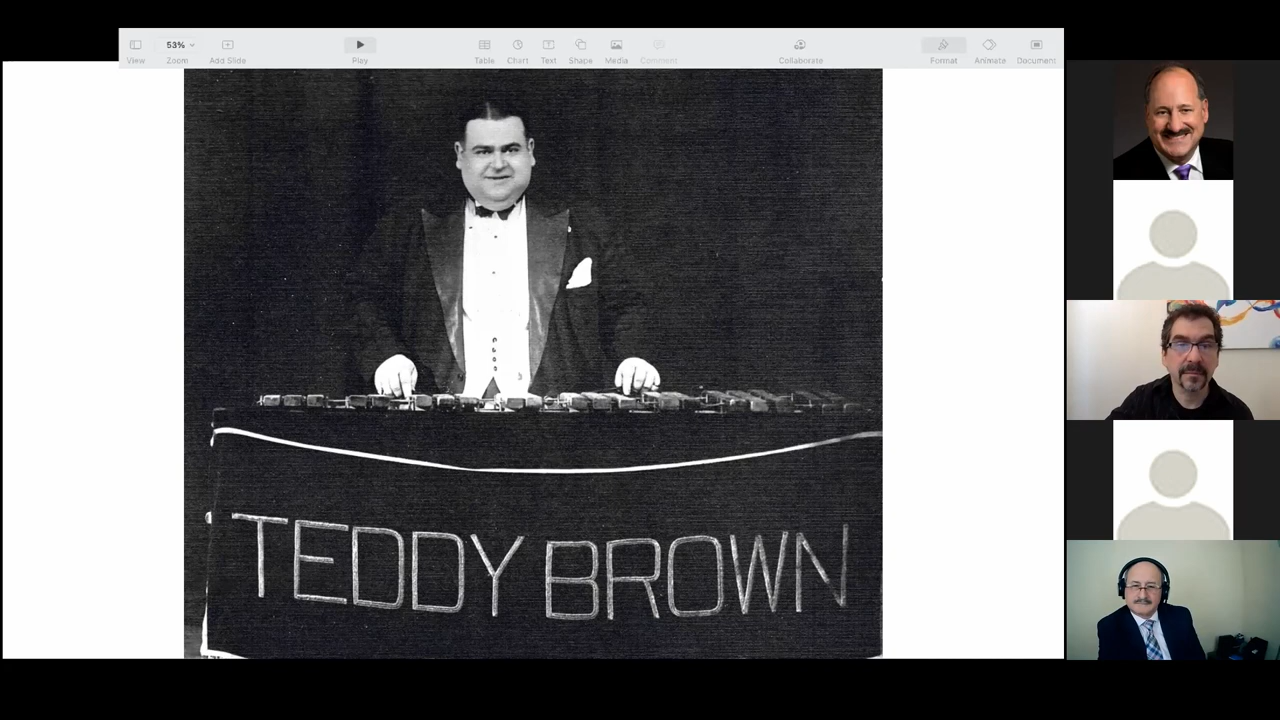 53%
View
Zoom
Add Slide
Play
Table
Chart
Text
Shape
Media
Comment
Collaborate
Format
Animate
Document
TEDDY BROWN